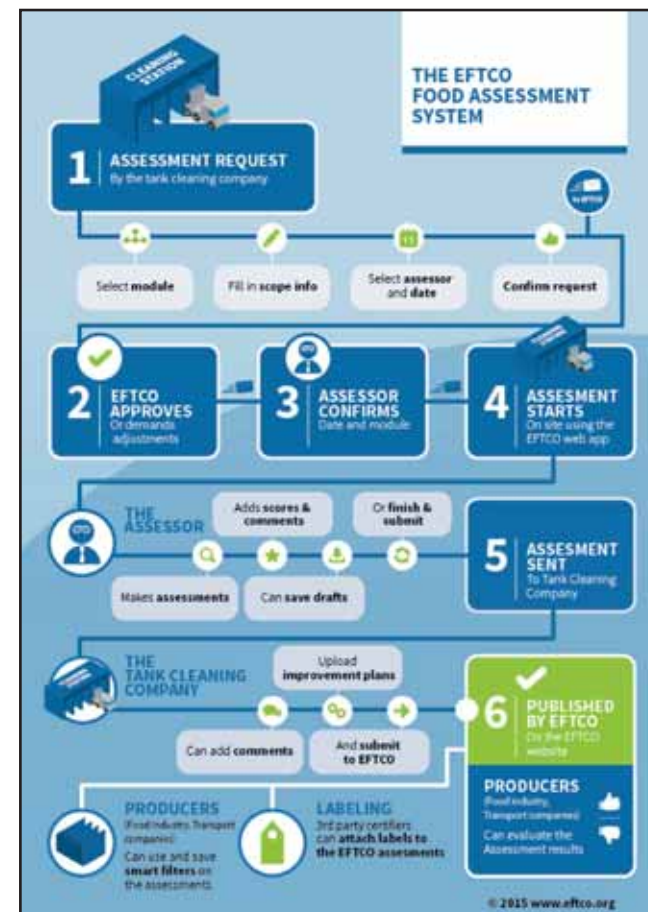 CLEANING
STATION
THE EFTCO
FOOD ASSESSMENT
SYSTEM
1
ASSESSMENT REQUEST
By the tank cleaning company
to EFTCO
Select module
Fill in scope info
Select assessor
and date
Confirm request
2
EFTCO
APPROVES
Or demands
adjustments
3
ASSESSOR
CONFIRMS
Date and module
4
ASSESMENT
STARTS
On site using the
EFTCO web app
THE
ASSESSOR
Adds scores &
comments
Or finish &
submit
Makes assessments
Can save drafts
5
ASSESMENT
SENT
To Tank Cleaning
Company
THE
TANK CLEANING
COMPANY
Upload
improvement plans
Can add comments
And submit
to EFTCO
6
PUBLISHED
BY EFTCO
On the EFTCO
website
PRODUCERS
(Food industry,
Transport
companies)
Can evaluate the
Assessment results
PRODUCERS
(Food industry, Transport
companies)
Can use and save
smart filters on
the assessments
LABELING
3rd party certifiers
can attach labels to
the EFTCO assesments
© 2015 www.eftco.org